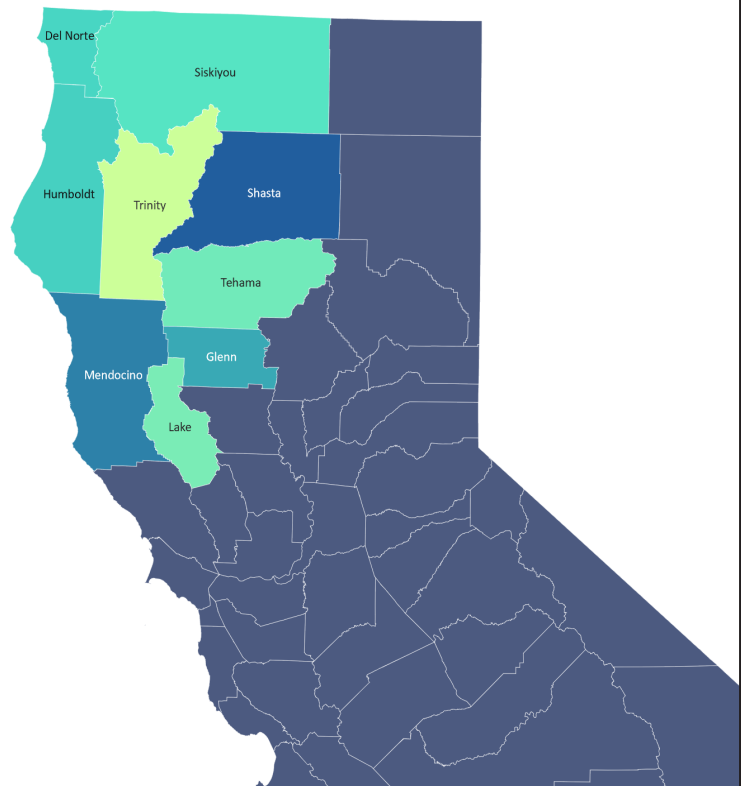 Del Norte
Siskiyou
Humboldt
Trinity
Shasta
Tehama
Glenn
Mendocino
Lake